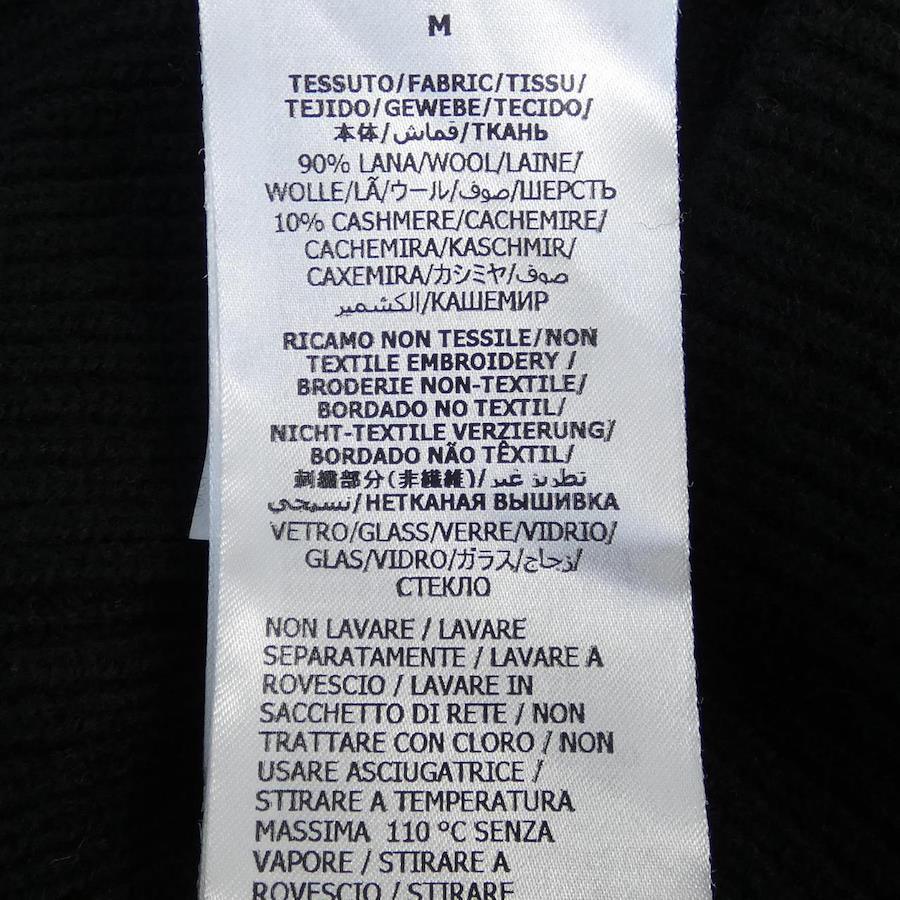 M
TESSUTO/FABRIC/TISSU/
TEJIDO/GEWEBE/TECIDO/
本体/قماش/ТКАНЬ
90% LANA/WOOL/LAINE/
WOLLE/LÃ/ウール/صوف/ШЕРСТЬ
10% CASHMERE/CACHEMIRE/
CACHEMIRA/KASCHMIR/
CAXEMIRA/カシミヤ/صوف
الكشمير/КАШЕМИР
RICAMO NON TESSILE/NON
TEXTILE EMBROIDERY /
BRODERIE NON-TEXTILE/
BORDADO NO TEXTIL/
NICHT-TEXTILE VERZIERUNG/
BORDADO NÃO TÊXTIL/
刺繍部分(非繊維)/تطريز غير
نسيجي/НЕТКАНАЯ ВЫШИВКА
VETRO/GLASS/VERRE/VIDRIO/
GLAS/VIDRO/ガラス/زجاج/
СТЕКЛО
NON LAVARE / LAVARE
SEPARATAMENTE / LAVARE A
ROVESCIO / LAVARE IN
SACCHETTO DI RETE / NON
TRATTARE CON CLORO / NON
USARE ASCIUGATRICE /
STIRARE A TEMPERATURA
MASSIMA 110 °C SENZA
VAPORE / STIRARE A
ROVESCIO / STIRARE